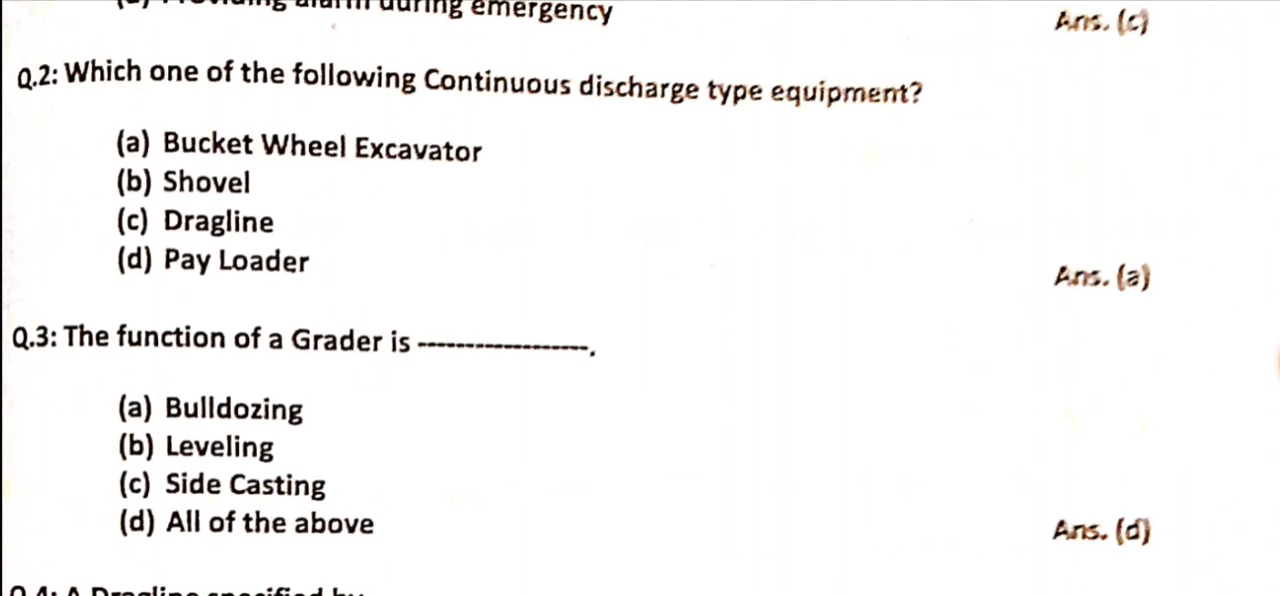 during emergency
Ans. (c)
Q.2: Which one of the following Continuous discharge type equipment?
(a) Bucket Wheel Excavator
(b) Shovel
(c) Dragline
(d) Pay Loader
Ans. (a)
Q.3: The function of a Grader is -------------------.
(a) Bulldozing
(b) Leveling
(c) Side Casting
(d) All of the above
Ans. (d)